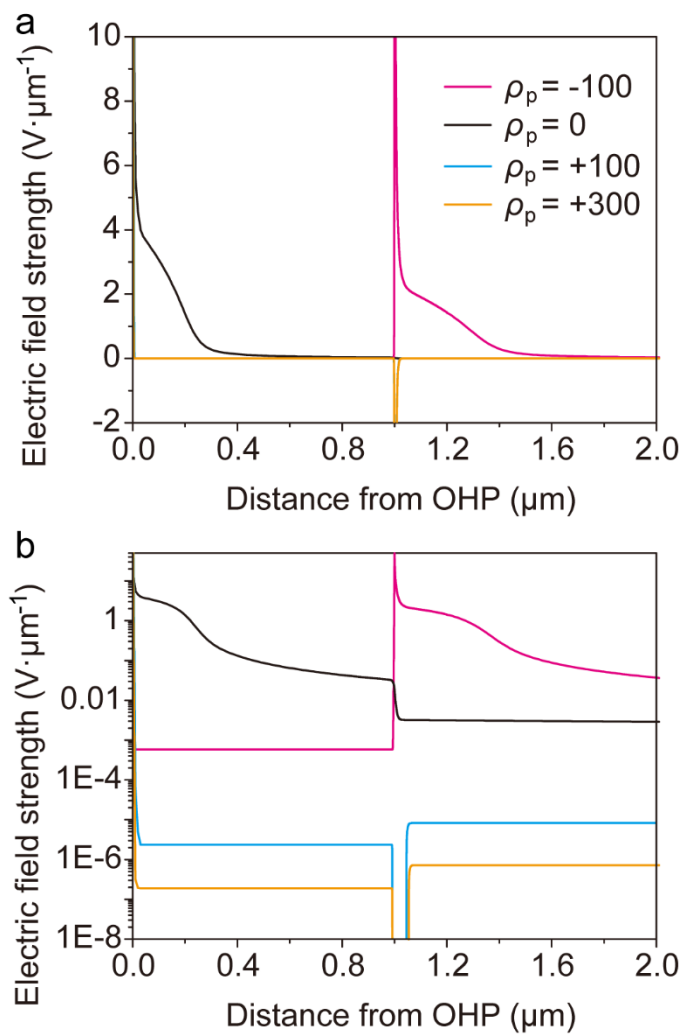 a
Electric field strength (V·μm⁻¹)
10
8
6
4
2
0
-2
ρp = -100
ρp = 0
ρp = +100
ρp = +300
0.0 0.4 0.8 1.2 1.6 2.0
Distance from OHP (μm)
b
Electric field strength (V·μm⁻¹)
1
0.01
1E-4
1E-6
1E-8
0.0 0.4 0.8 1.2 1.6 2.0
Distance from OHP (μm)